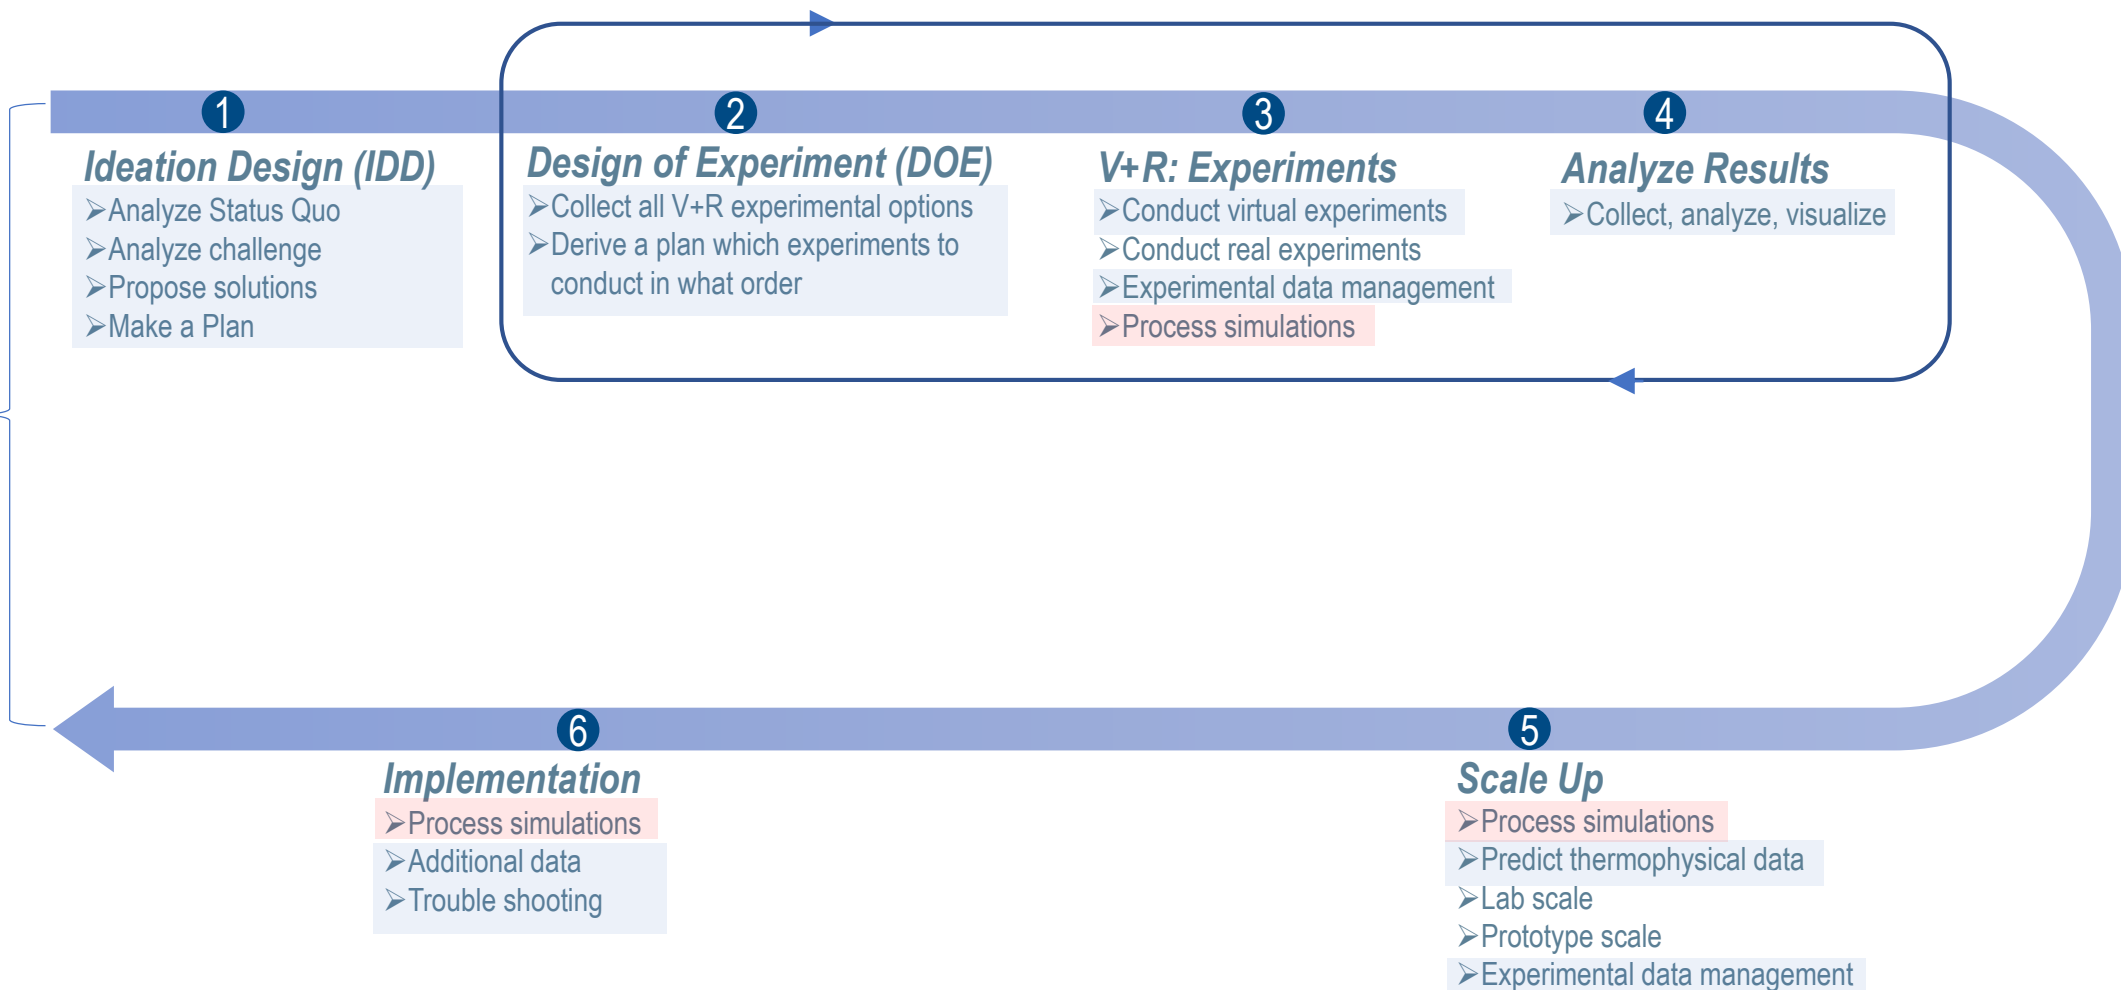 1
Ideation Design (IDD)
➢Analyze Status Quo
➢Analyze challenge
➢Propose solutions
➢Make a Plan
2
Design of Experiment (DOE)
➢Collect all V+R experimental options
➢Derive a plan which experiments to
conduct in what order
3
V+R: Experiments
➢Conduct virtual experiments
➢Conduct real experiments
➢Experimental data management
➢Process simulations
4
Analyze Results
➢Collect, analyze, visualize
6
Implementation
➢Process simulations
➢Additional data
➢Trouble shooting
5
Scale Up
➢Process simulations
➢Predict thermophysical data
➢Lab scale
➢Prototype scale
➢Experimental data management